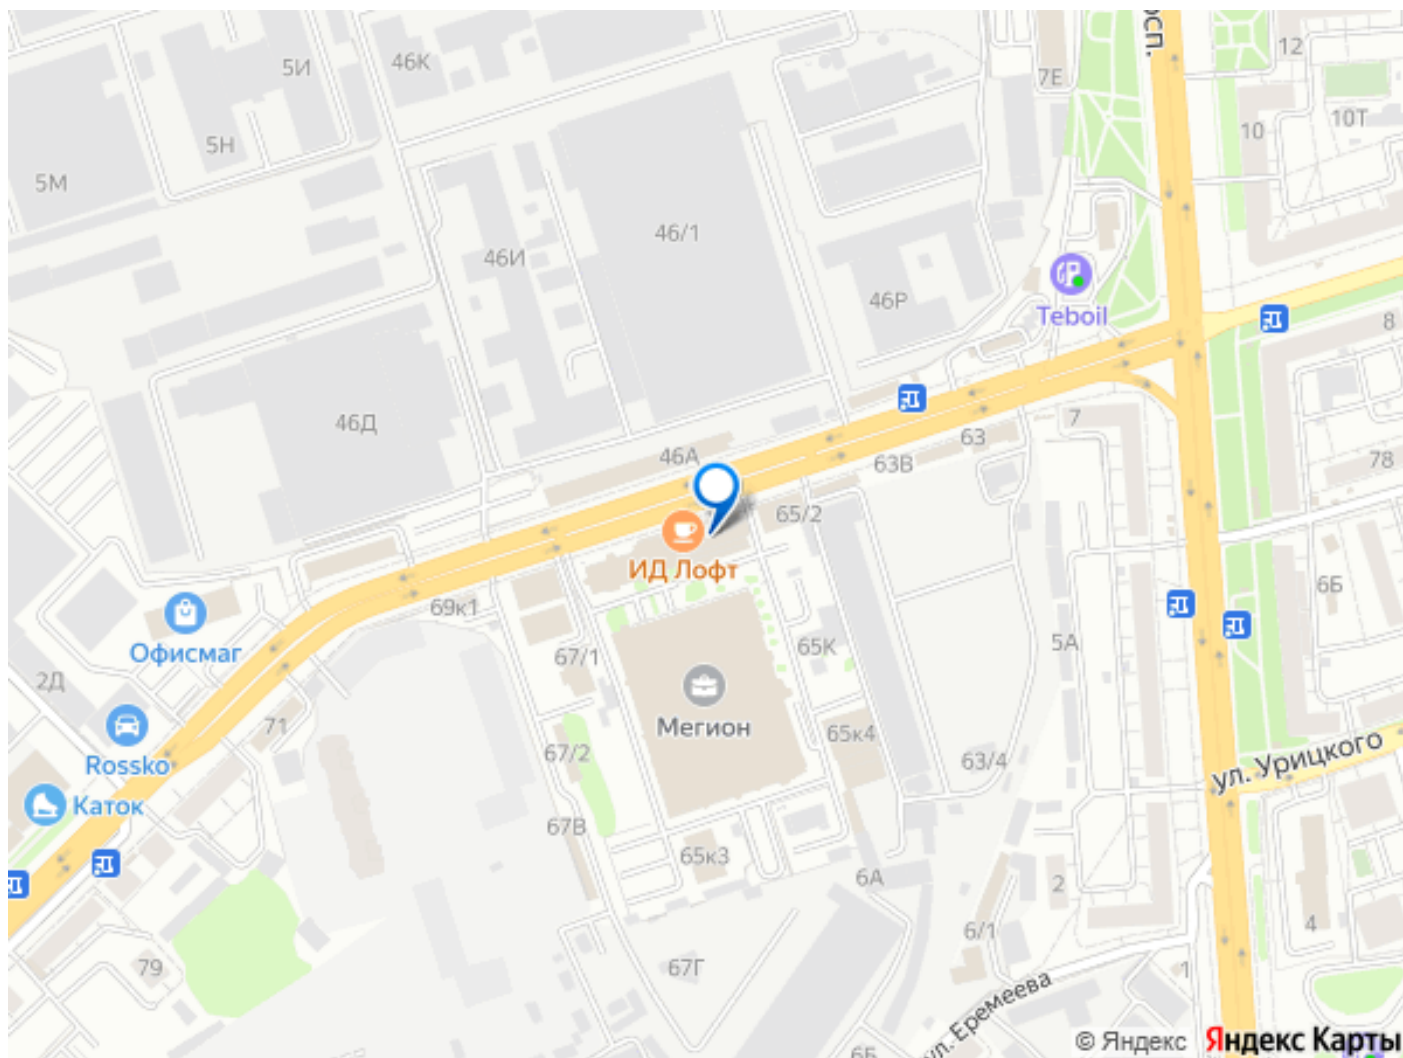 осп.
12
5И
46К
7Е
10Т
10
5Н
5М
46/1
46И
46Р
Teboil
8
46Д
7
63
46А
63В
78
65/2
ИД Лофт
6Б
69к1
5А
65К
67/1
Офисмаг
2Д
Мегион
71
65к4
ул. Урицкого
67/2
63/4
Rossko
Каток
67В
65к3
6А
2
4
6/1
79
67Г
1
ул. Еремеева
6Б
© Яндекс
Яндекс Карты